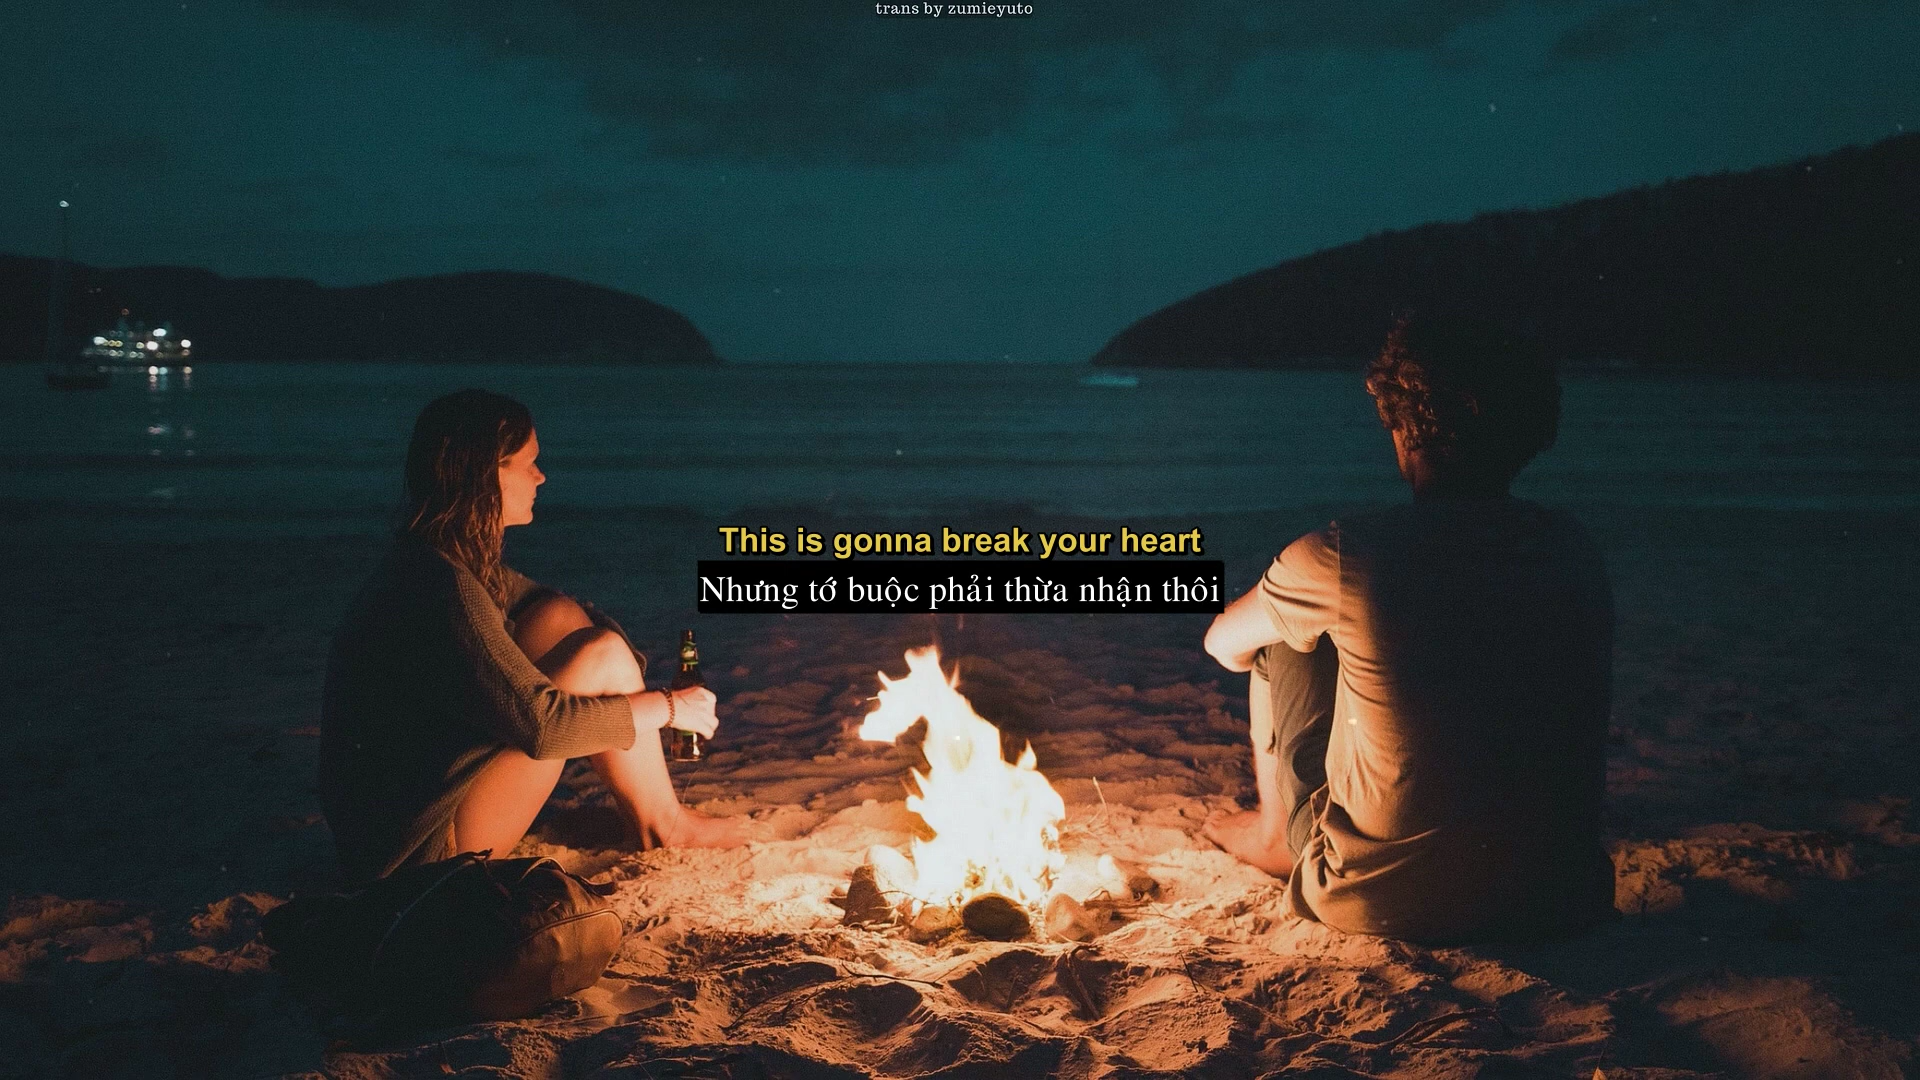 trans by zumieyuto
This is gonna break your heart
Nhưng tớ buộc phải thừa nhận thôi